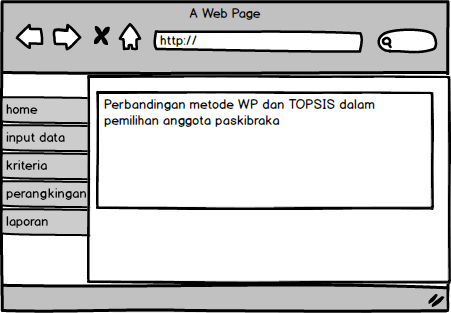 A Web Page
http://
home
input data
kriteria
perangkingan
laporan
Perbandingan metode WP dan TOPSIS dalam
pemilihan anggota paskibraka